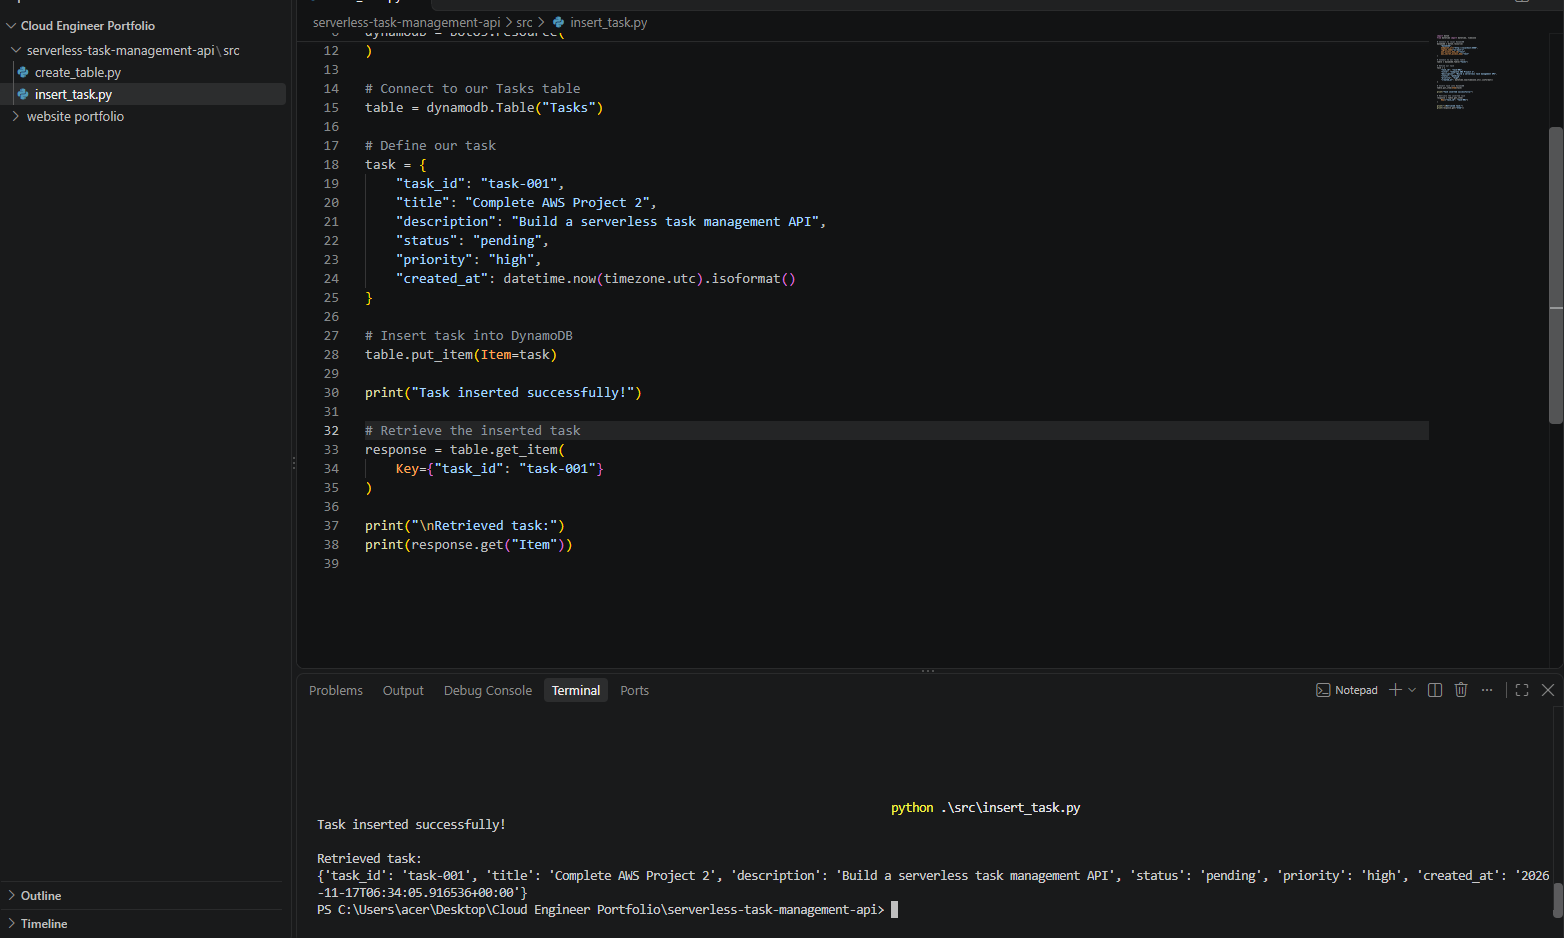 Cloud Engineer Portfolio
serverless-task-management-api\src
create_table.py
insert_task.py
website portfolio
Outline
Timeline
serverless-task-management-api > src > insert_task.py
12 )
13
14 # Connect to our Tasks table
15 table = dynamodb.Table("Tasks")
16
17 # Define our task
18 task = {
19 "task_id": "task-001",
20 "title": "Complete AWS Project 2",
21 "description": "Build a serverless task management API",
22 "status": "pending",
23 "priority": "high",
24 "created_at": datetime.now(timezone.utc).isoformat()
25 }
26
27 # Insert task into DynamoDB
28 table.put_item(Item=task)
29
30 print("Task inserted successfully!")
31
32 # Retrieve the inserted task
33 response = table.get_item(
34 Key={"task_id": "task-001"}
35 )
36
37 print("\nRetrieved task:")
38 print(response.get("Item"))
39
Problems Output Debug Console Terminal Ports
Notepad
python .\src\insert_task.py
Task inserted successfully!
Retrieved task:
{'task_id': 'task-001', 'title': 'Complete AWS Project 2', 'description': 'Build a serverless task management API', 'status': 'pending', 'priority': 'high', 'created_at': '2026
-11-17T06:34:05.916536+00:00'}
PS C:\Users\acer\Desktop\Cloud Engineer Portfolio\serverless-task-management-api>